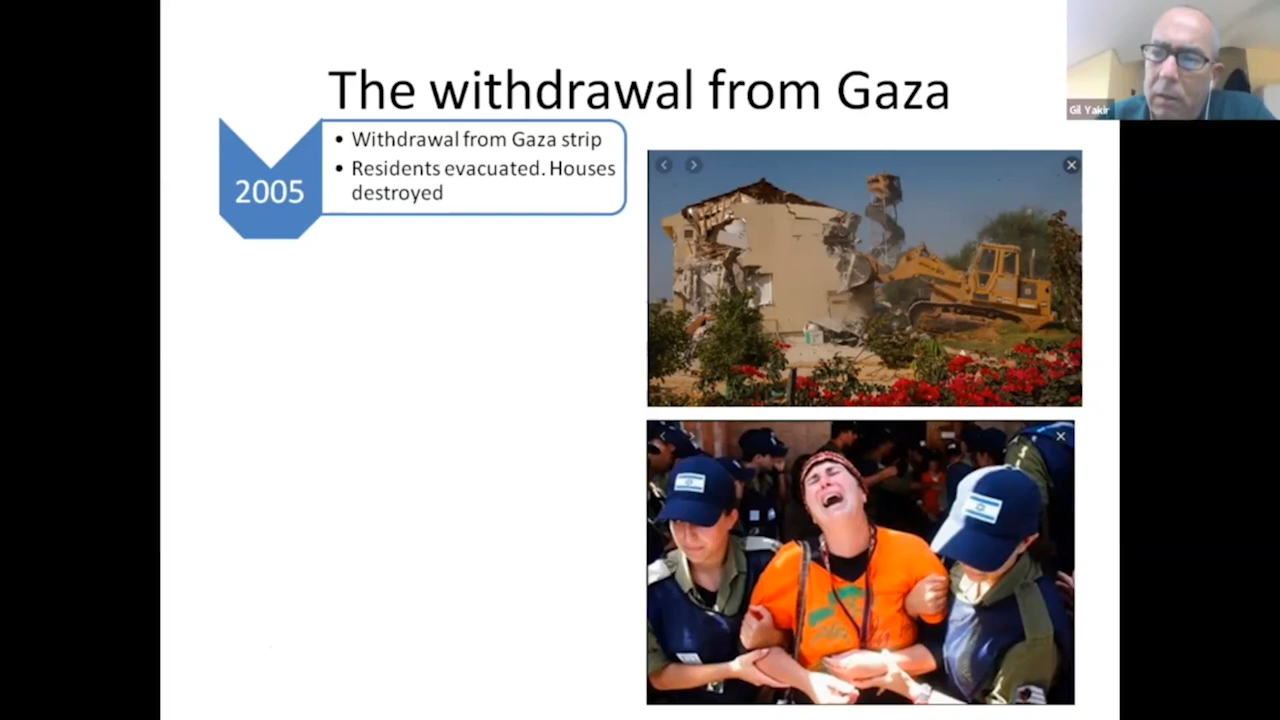 The withdrawal from Gaza
2005
• Withdrawal from Gaza strip
• Residents evacuated. Houses
destroyed
Gil Yakir